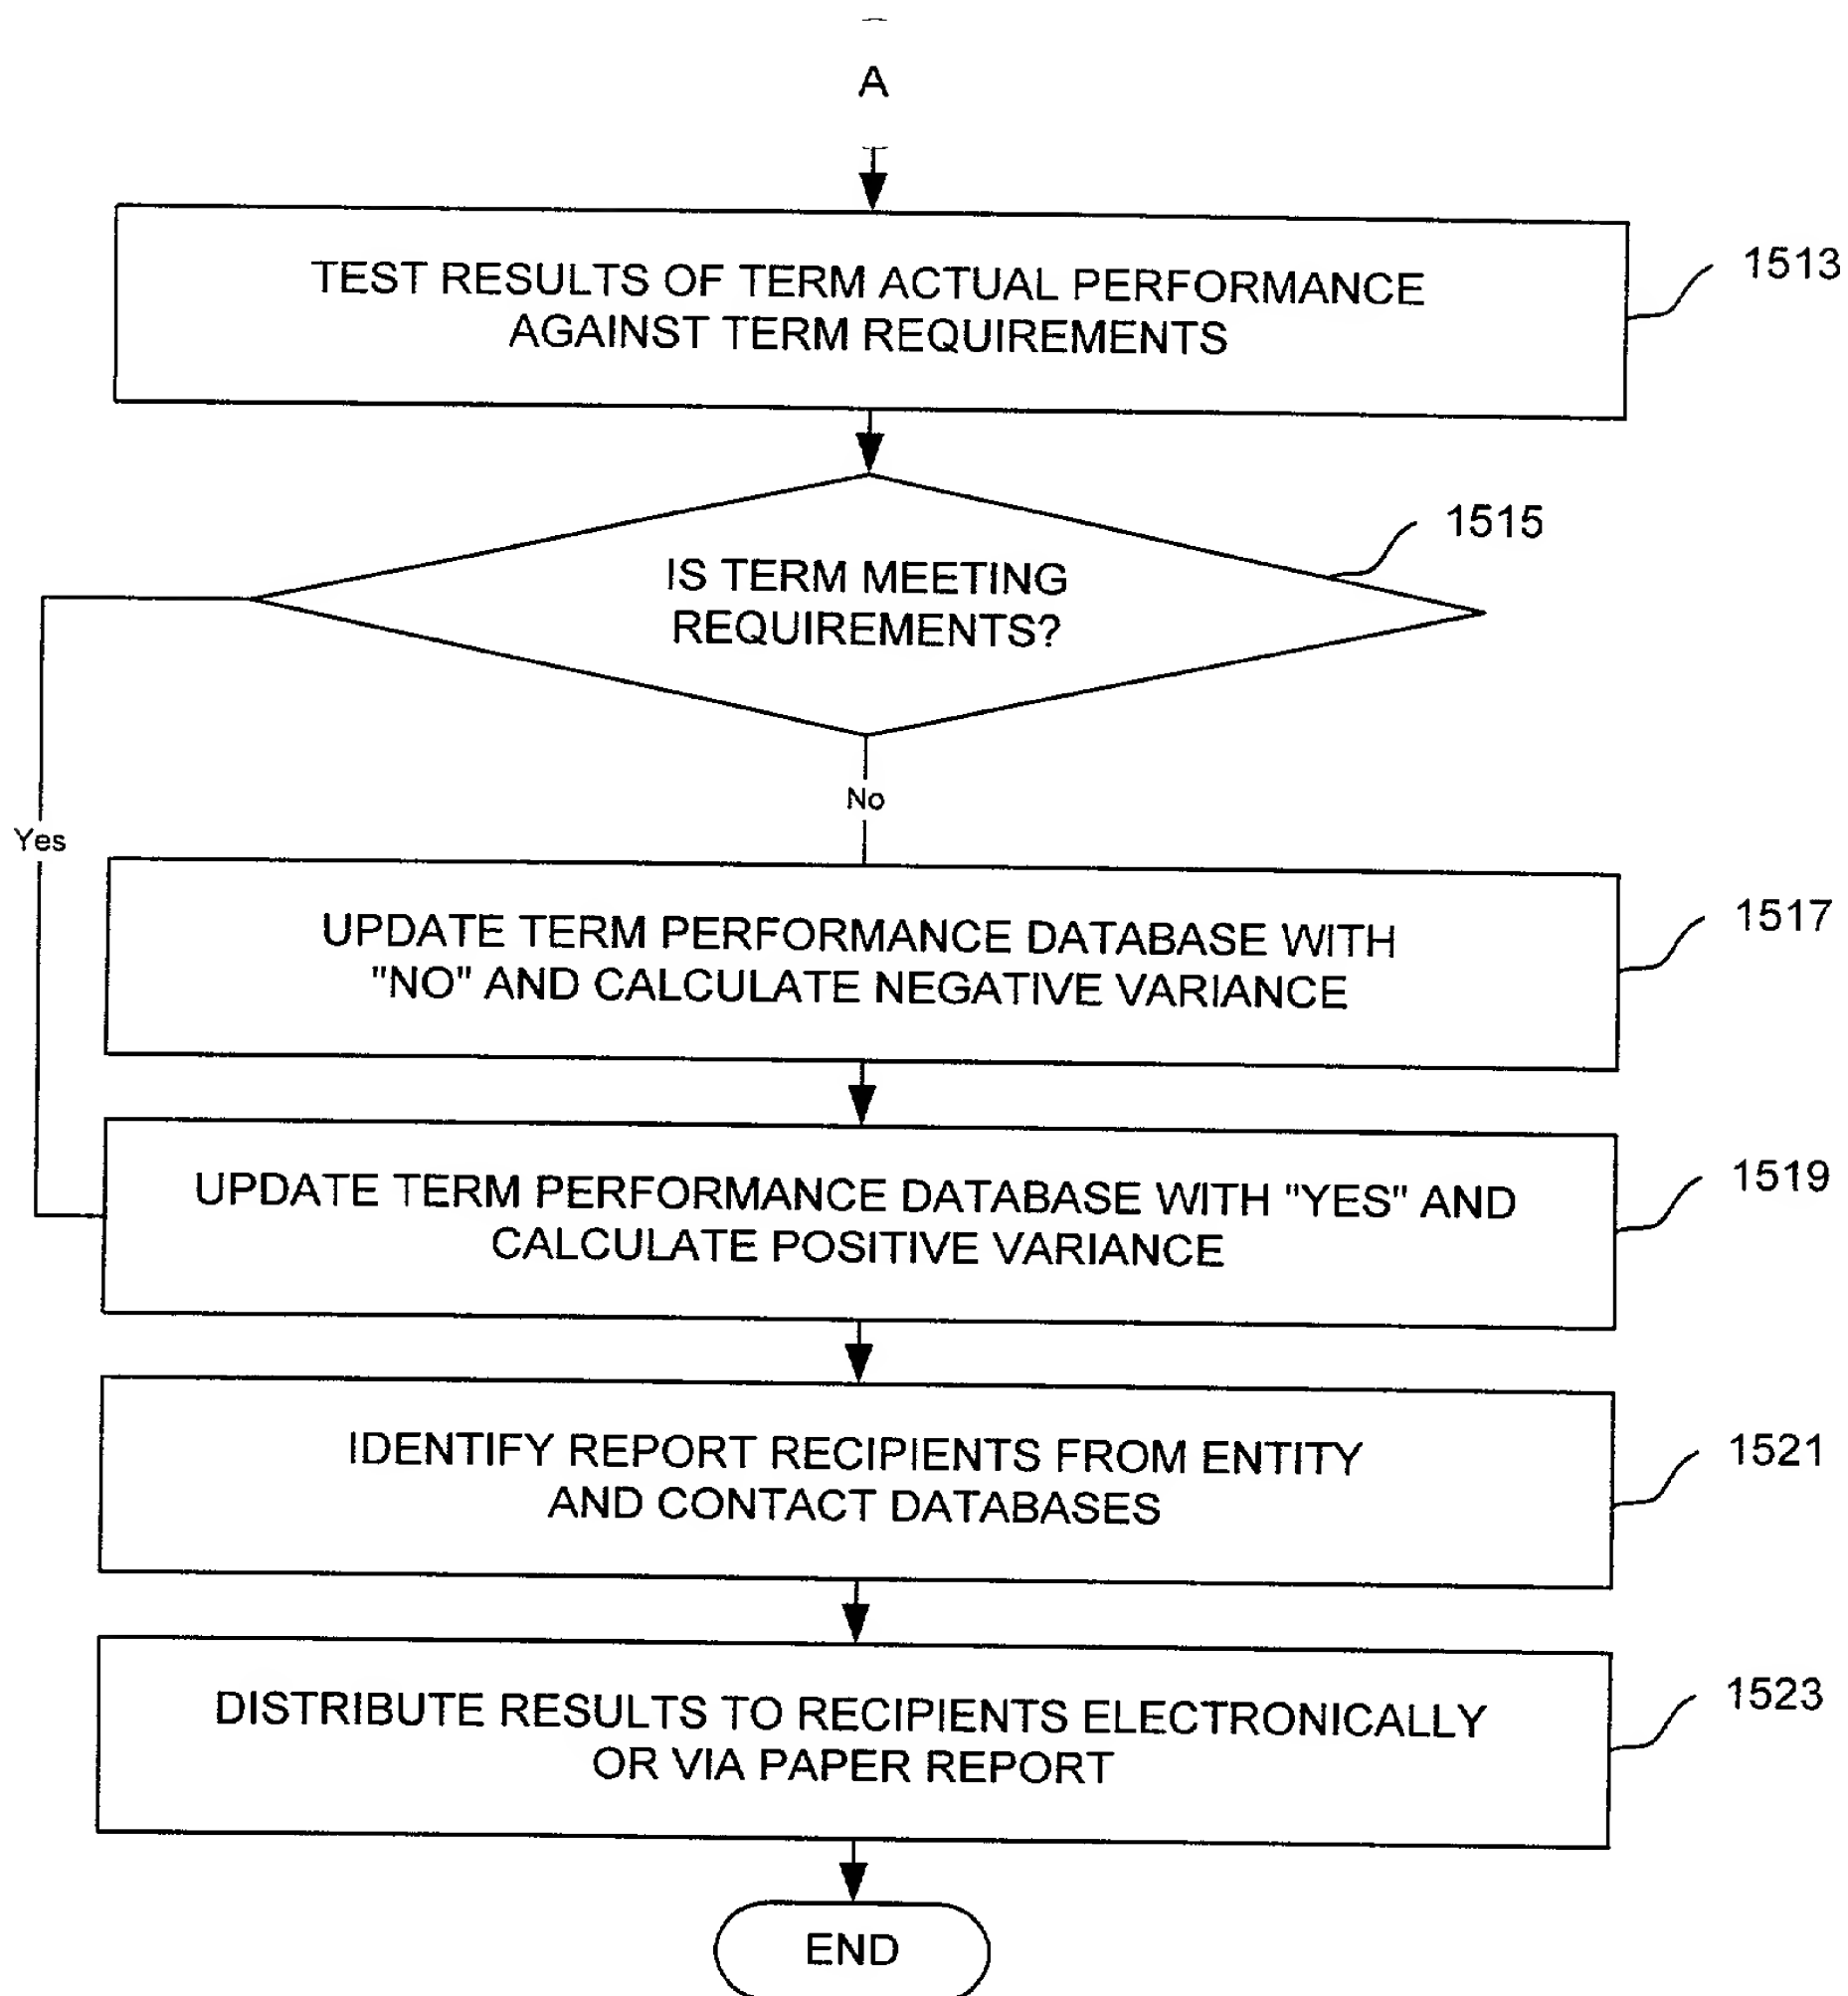 A
TEST RESULTS OF TERM ACTUAL PERFORMANCE
AGAINST TERM REQUIREMENTS
1513
IS TERM MEETING
REQUIREMENTS?
1515
No
Yes
UPDATE TERM PERFORMANCE DATABASE WITH
"NO" AND CALCULATE NEGATIVE VARIANCE
1517
UPDATE TERM PERFORMANCE DATABASE WITH "YES" AND
CALCULATE POSITIVE VARIANCE
1519
IDENTIFY REPORT RECIPIENTS FROM ENTITY
AND CONTACT DATABASES
1521
DISTRIBUTE RESULTS TO RECIPIENTS ELECTRONICALLY
OR VIA PAPER REPORT
1523
END